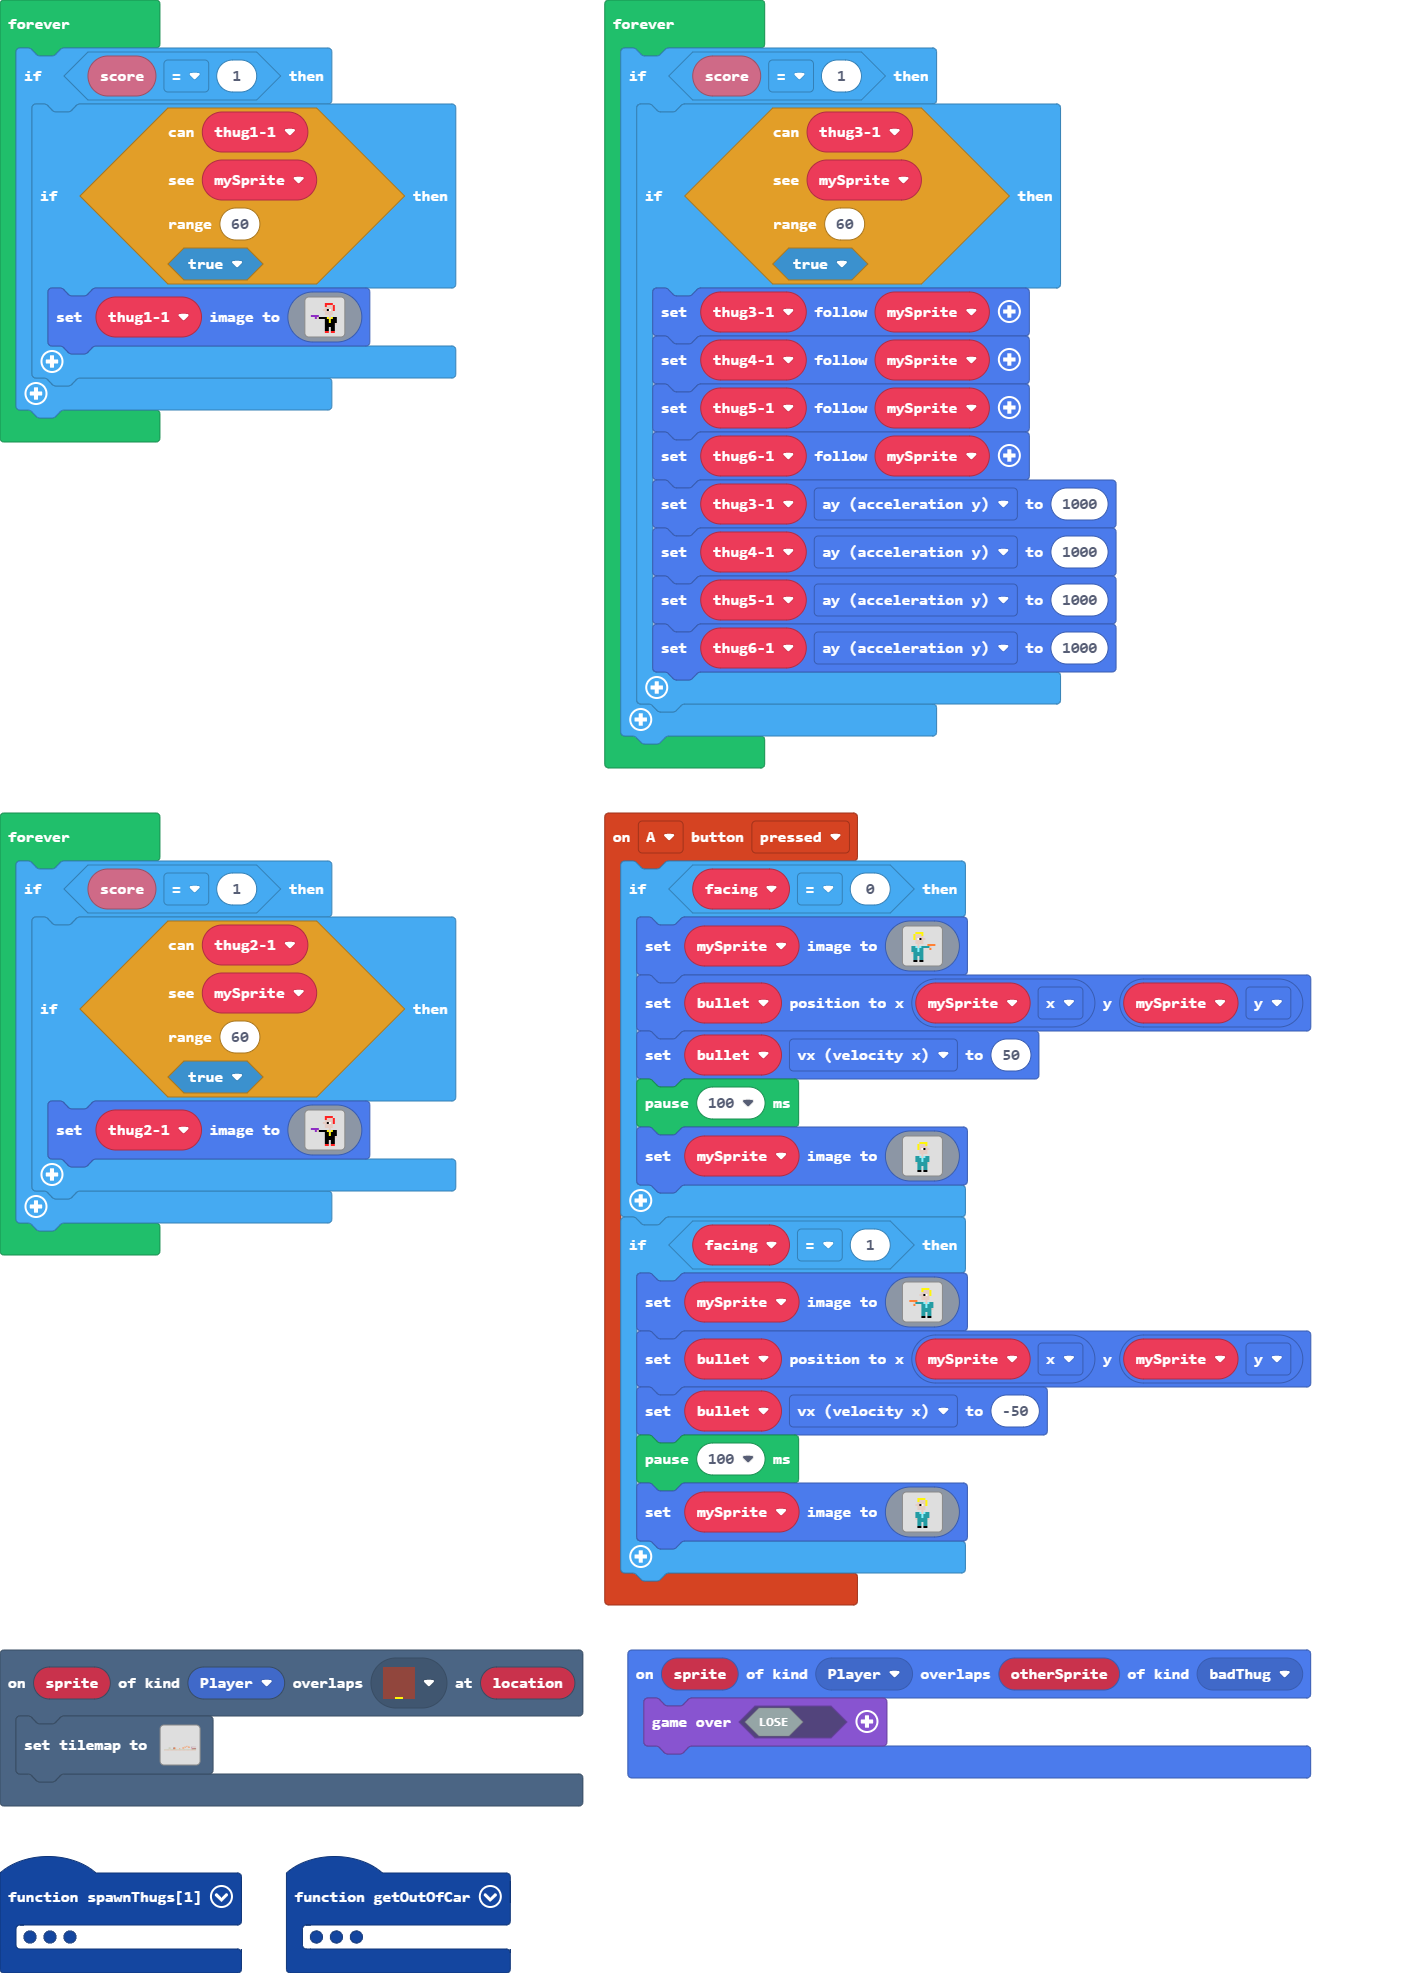 forever
if score = 1 then
if can thug1-1 see mySprite range 60 true then
set thug1-1 image to
forever
if score = 1 then
if can thug3-1 see mySprite range 60 true then
set thug3-1 follow mySprite
set thug4-1 follow mySprite
set thug5-1 follow mySprite
set thug6-1 follow mySprite
set thug3-1 ay (acceleration y) to 1000
set thug4-1 ay (acceleration y) to 1000
set thug5-1 ay (acceleration y) to 1000
set thug6-1 ay (acceleration y) to 1000
forever
if score = 1 then
if can thug2-1 see mySprite range 60 true then
set thug2-1 image to
on A button pressed
if facing = 0 then
set mySprite image to
set bullet position to x mySprite x y mySprite y
set bullet vx (velocity x) to 50
pause 100 ms
set mySprite image to
if facing = 1 then
set mySprite image to
set bullet position to x mySprite x y mySprite y
set bullet vx (velocity x) to -50
pause 100 ms
set mySprite image to
on sprite of kind Player overlaps at location
set tilemap to
on sprite of kind Player overlaps otherSprite of kind badThug
game over LOSE
function spawnThugs[1]
function getOutOfCar